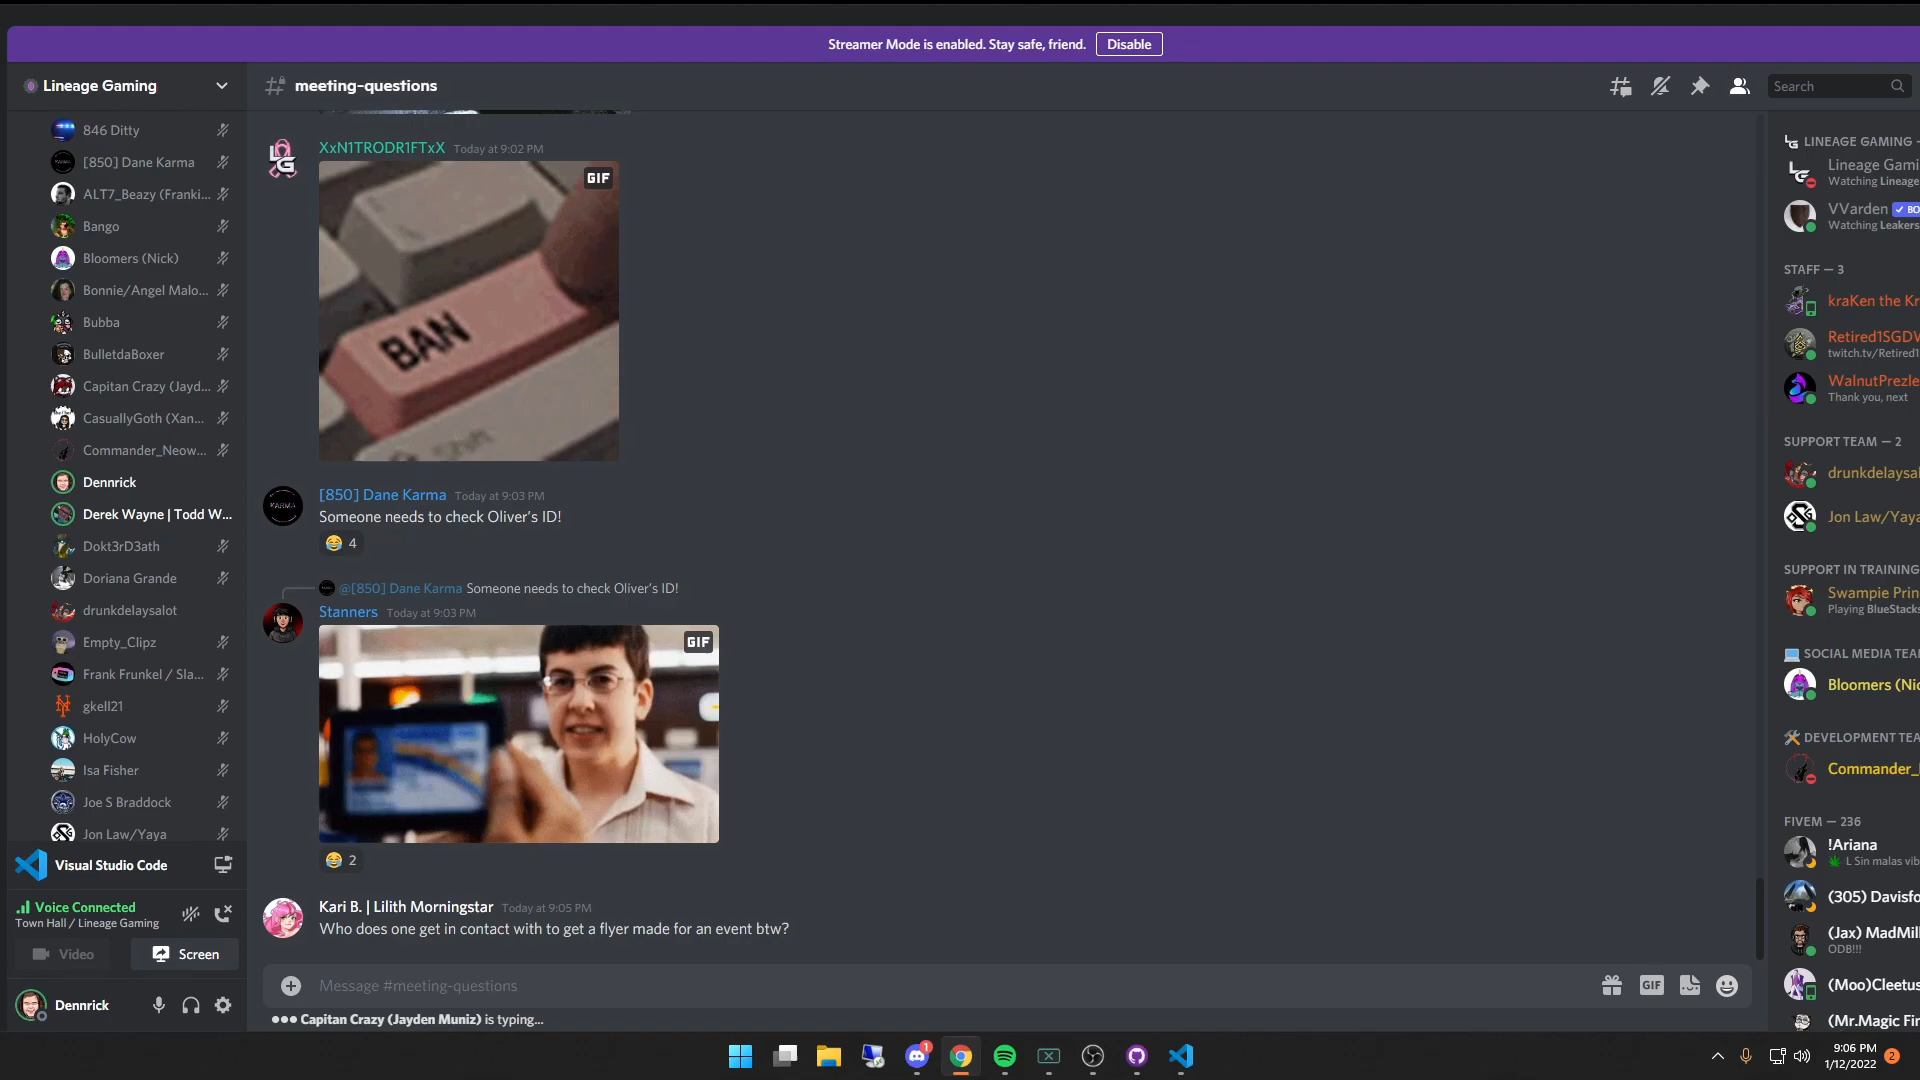 Streamer Mode is enabled. Stay safe, friend.
Disable
Lineage Gaming
meeting-questions
Search
846 Ditty
[850] Dane Karma
ALT7_Beazy (Franki...
Bango
Bloomers (Nick)
Bonnie/Angel Malo...
Bubba
BulletdaBoxer
Capitan Crazy (Jayd...
CasuallyGoth (Xan...
Commander_Neow...
Dennrick
Derek Wayne | Todd W...
Dokt3rD3ath
Doriana Grande
drunkdelaysalot
Empty_Clipz
Frank Frunkel / Sla...
gkell21
HolyCow
Isa Fisher
Joe S Braddock
Jon Law/Yaya
Visual Studio Code
Voice Connected
Town Hall / Lineage Gaming
Video
Screen
Dennrick
XxN1TRODR1FTxX Today at 9:02 PM
GIF
BAN
Shift
[850] Dane Karma Today at 9:03 PM
Someone needs to check Oliver's ID!
4
@[850] Dane Karma Someone needs to check Oliver's ID!
Stanners Today at 9:03 PM
GIF
2
Kari B. | Lilith Morningstar Today at 9:05 PM
Who does one get in contact with to get a flyer made for an event btw?
Message #meeting-questions
GIF
Capitan Crazy (Jayden Muniz) is typing...
LINEAGE GAMING -
Lineage Gami
Watching Lineage
VVarden BO
Watching Leakers
STAFF — 3
kraKen the Kr
Retired1SGDV
twitch.tv/Retired1
WalnutPrezle
Thank you, next
SUPPORT TEAM — 2
drunkdelaysal
Jon Law/Yaya
SUPPORT IN TRAINING
Swampie Prin
Playing BlueStacks
SOCIAL MEDIA TEA
Bloomers (Nic
DEVELOPMENT TEA
Commander_
FIVEM — 236
!Ariana
L Sin malas vib
(305) Davisfo
(Jax) MadMill
ODB!!!
(Moo)Cleetus
(Mr.Magic Fin
1
9:06 PM
1/12/2022
2